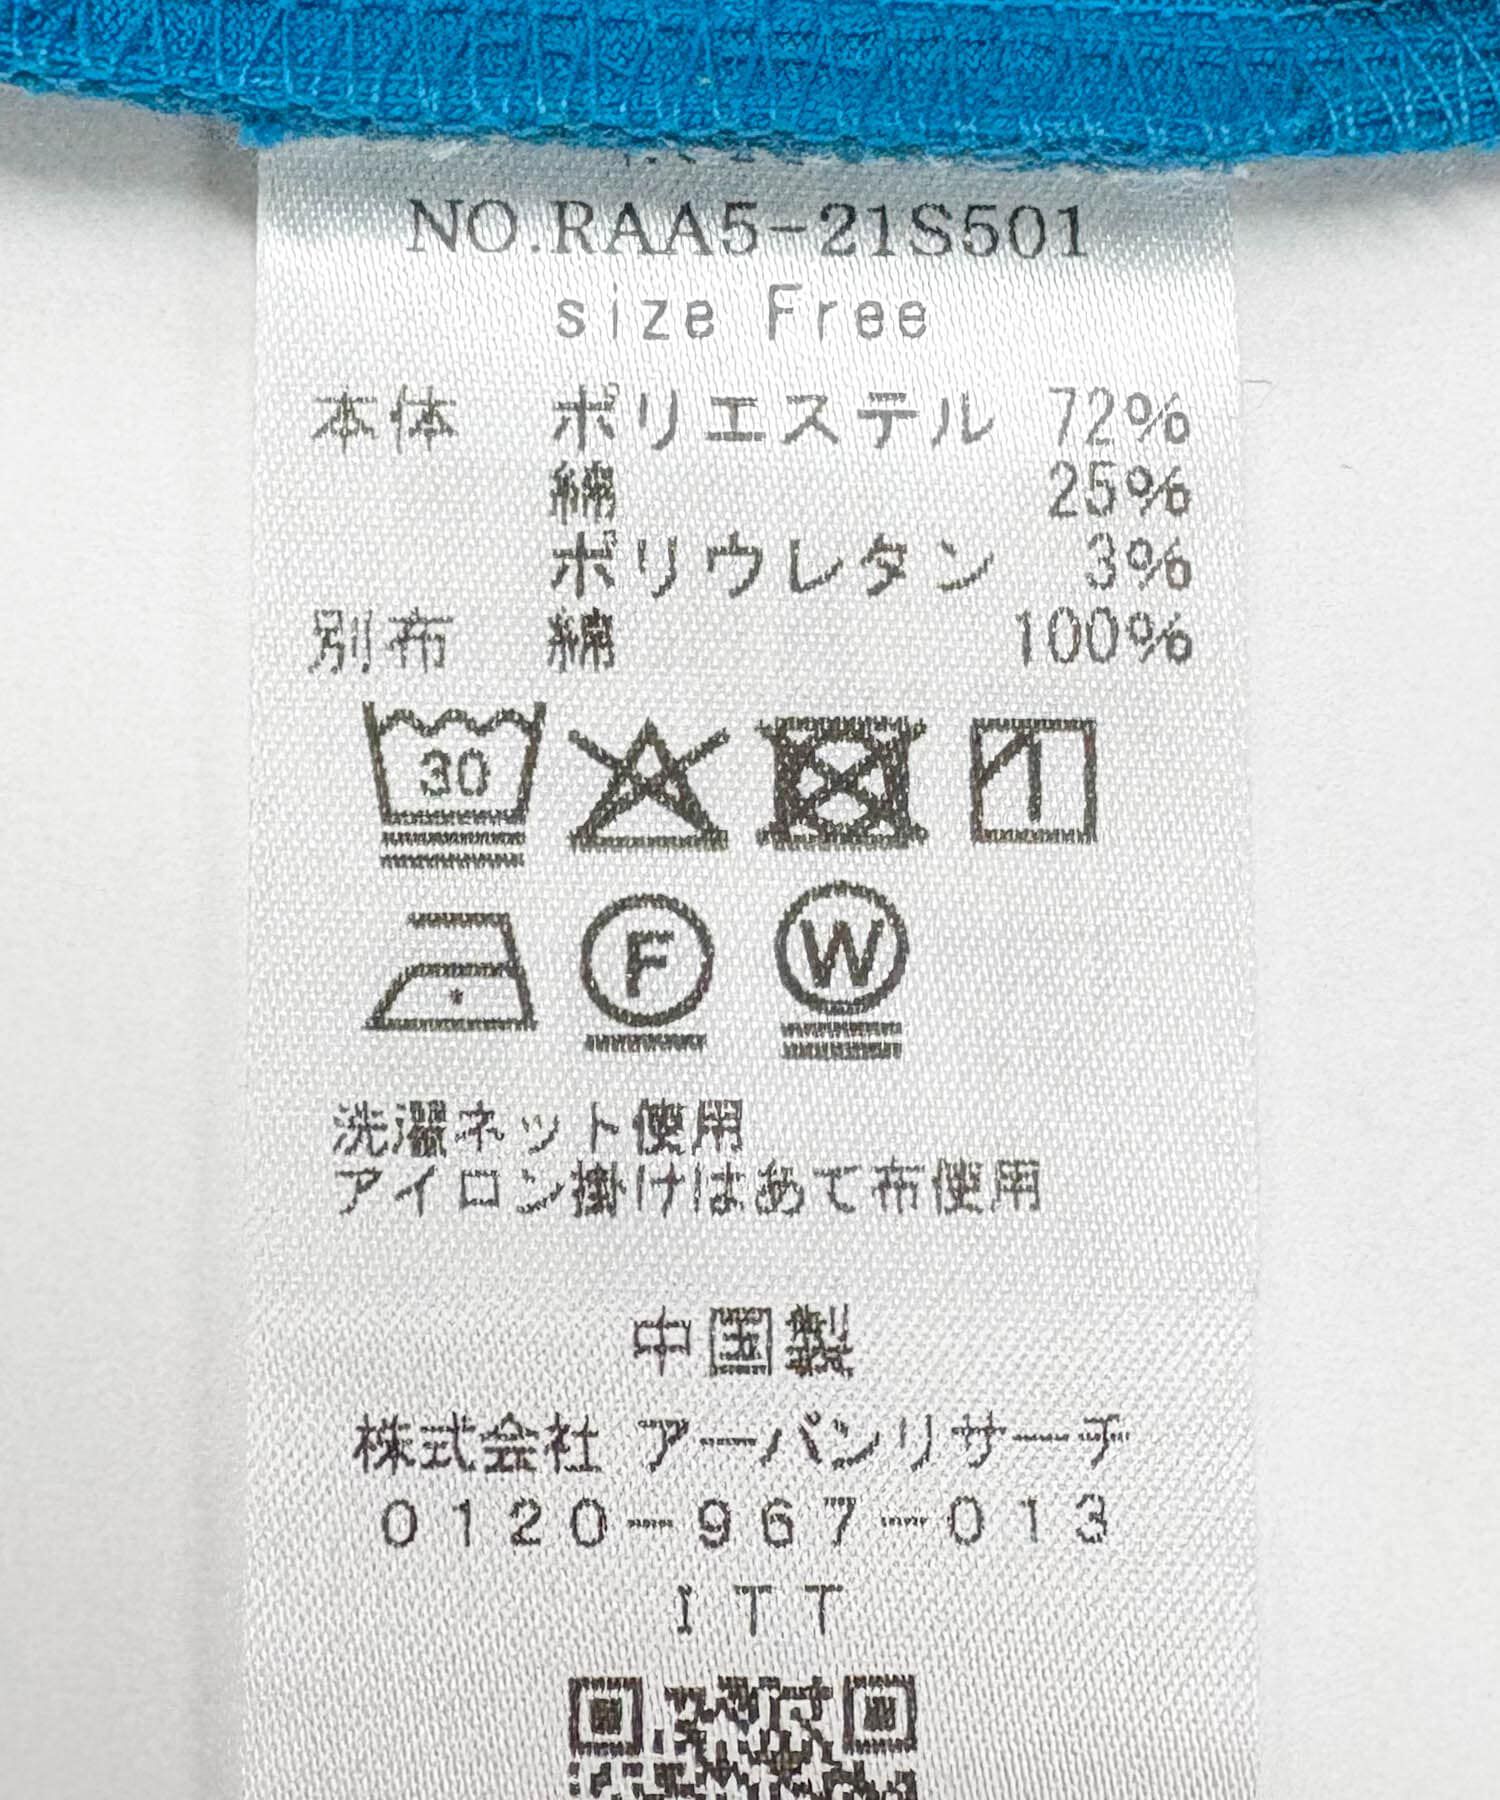 NO.RAA5-21S501
size Free
本体 ポリエステル 72%
綿 25%
ポリウレタン 3%
別布 綿 100%
30
F W
洗濯ネット使用
アイロン掛けはあて布使用
中国製
株式会社 アーバンリサーチ
0120-967-013
ITT